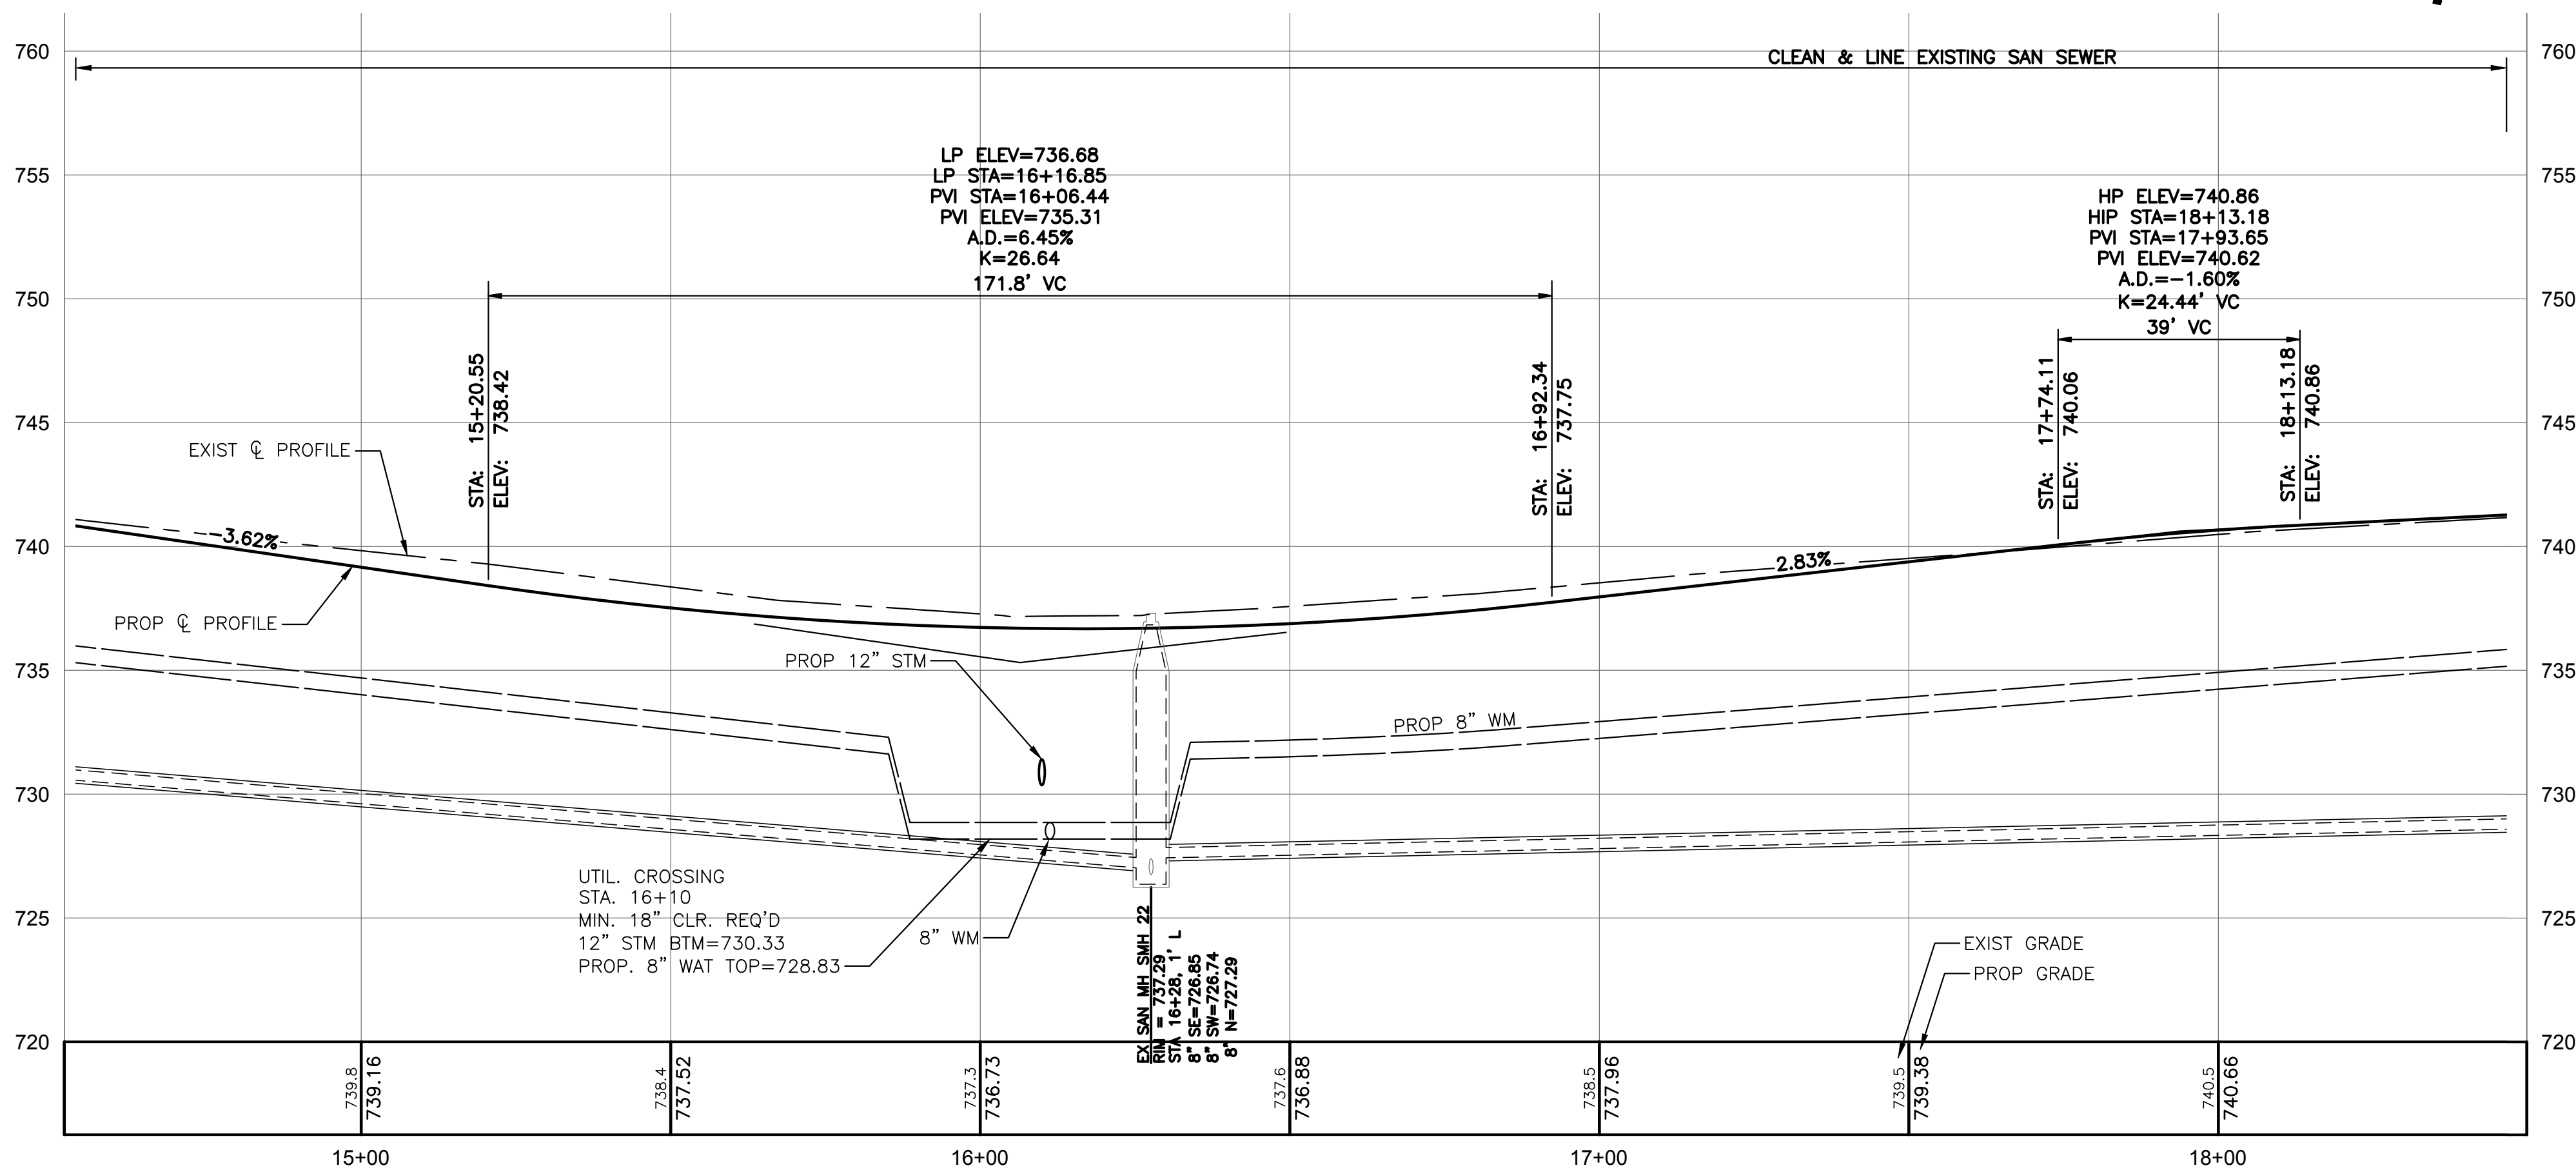 760
760
CLEAN & LINE EXISTING SAN SEWER
755
755
LP ELEV=736.68
LP STA=16+16.85
PVI STA=16+06.44
PVI ELEV=735.31
A.D.=6.45%
K=26.64
171.8' VC
HP ELEV=740.86
HIP STA=18+13.18
PVI STA=17+93.65
PVI ELEV=740.62
A.D.=-1.60%
K=24.44' VC
39' VC
750
750
STA: 15+20.55
ELEV: 738.42
STA: 16+92.34
ELEV: 737.75
STA: 17+74.11
ELEV: 740.06
STA: 18+13.18
ELEV: 740.86
745
745
EXIST ℄ PROFILE
740
740
-3.62%
2.83%
PROP ℄ PROFILE
735
735
PROP 12" STM
PROP 8" WM
730
730
UTIL. CROSSING
STA. 16+10
MIN. 18" CLR. REQ'D
12" STM BTM=730.33
PROP. 8" WAT TOP=728.83
8" WM
725
725
EX SAN MH SMH 22
RIM = 737.29
STA 16+28, 1' L
8" SE=726.85
8" SW=726.74
8" N=727.29
EXIST GRADE
PROP GRADE
720
720
739.8
739.16
738.4
737.52
737.3
736.73
737.6
736.88
738.5
737.96
739.5
739.38
740.5
740.66
15+00
16+00
17+00
18+00